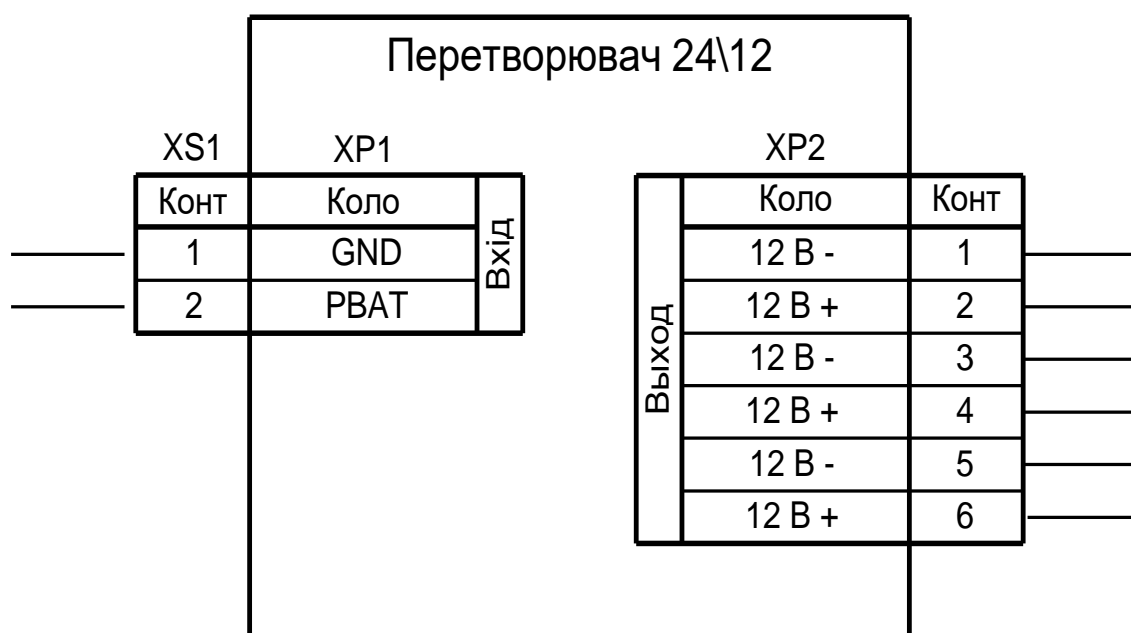 Перетворювач 24\12
XS1 XP1
Конт Коло
1 GND
2 PBAT
Вхід
XP2
Коло Конт
12 В - 1
12 В + 2
12 В - 3
12 В + 4
12 В - 5
12 В + 6
Выход